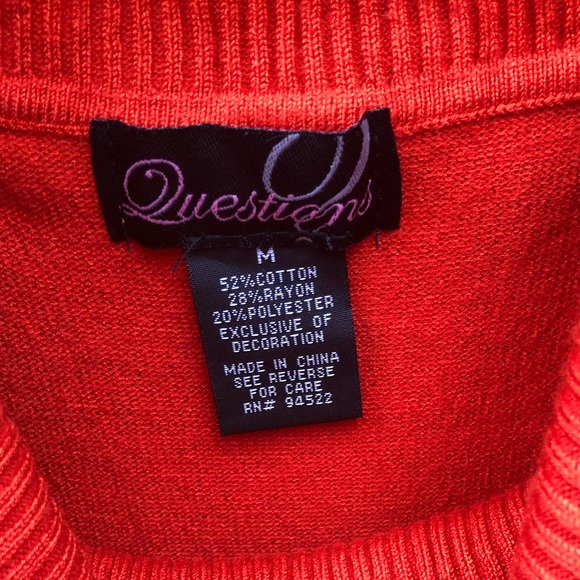 Questions
M
52%COTTON
28%RAYON
20%POLYESTER
EXCLUSIVE OF
DECORATION
MADE IN CHINA
SEE REVERSE
FOR CARE
RN# 94522